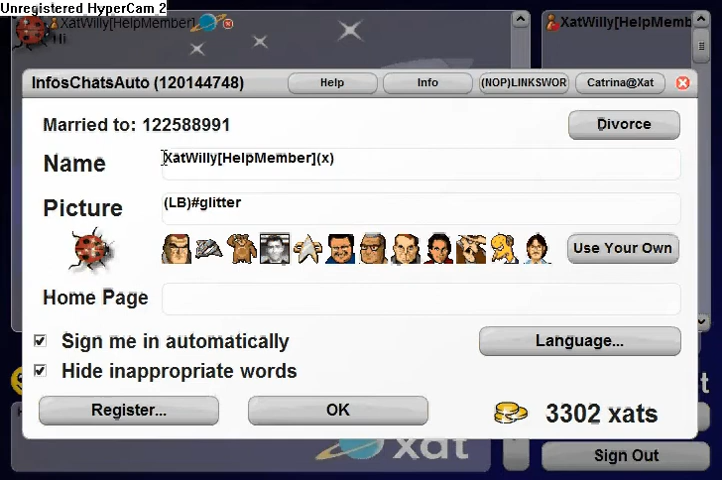 Unregistered HyperCam 2
XatWilly[HelpMember]
Hi
XatWilly[HelpMemb
InfosChatsAuto (120144748)
Help
Info
(NOP)LINKSWOR
Catrina@Xat
Married to: 122588991
Divorce
Name
XatWilly[HelpMember](x)
Picture
(LB)#glitter
Use Your Own
Home Page
Sign me in automatically
Language...
Hide inappropriate words
Register...
OK
3302 xats
xat
Sign Out